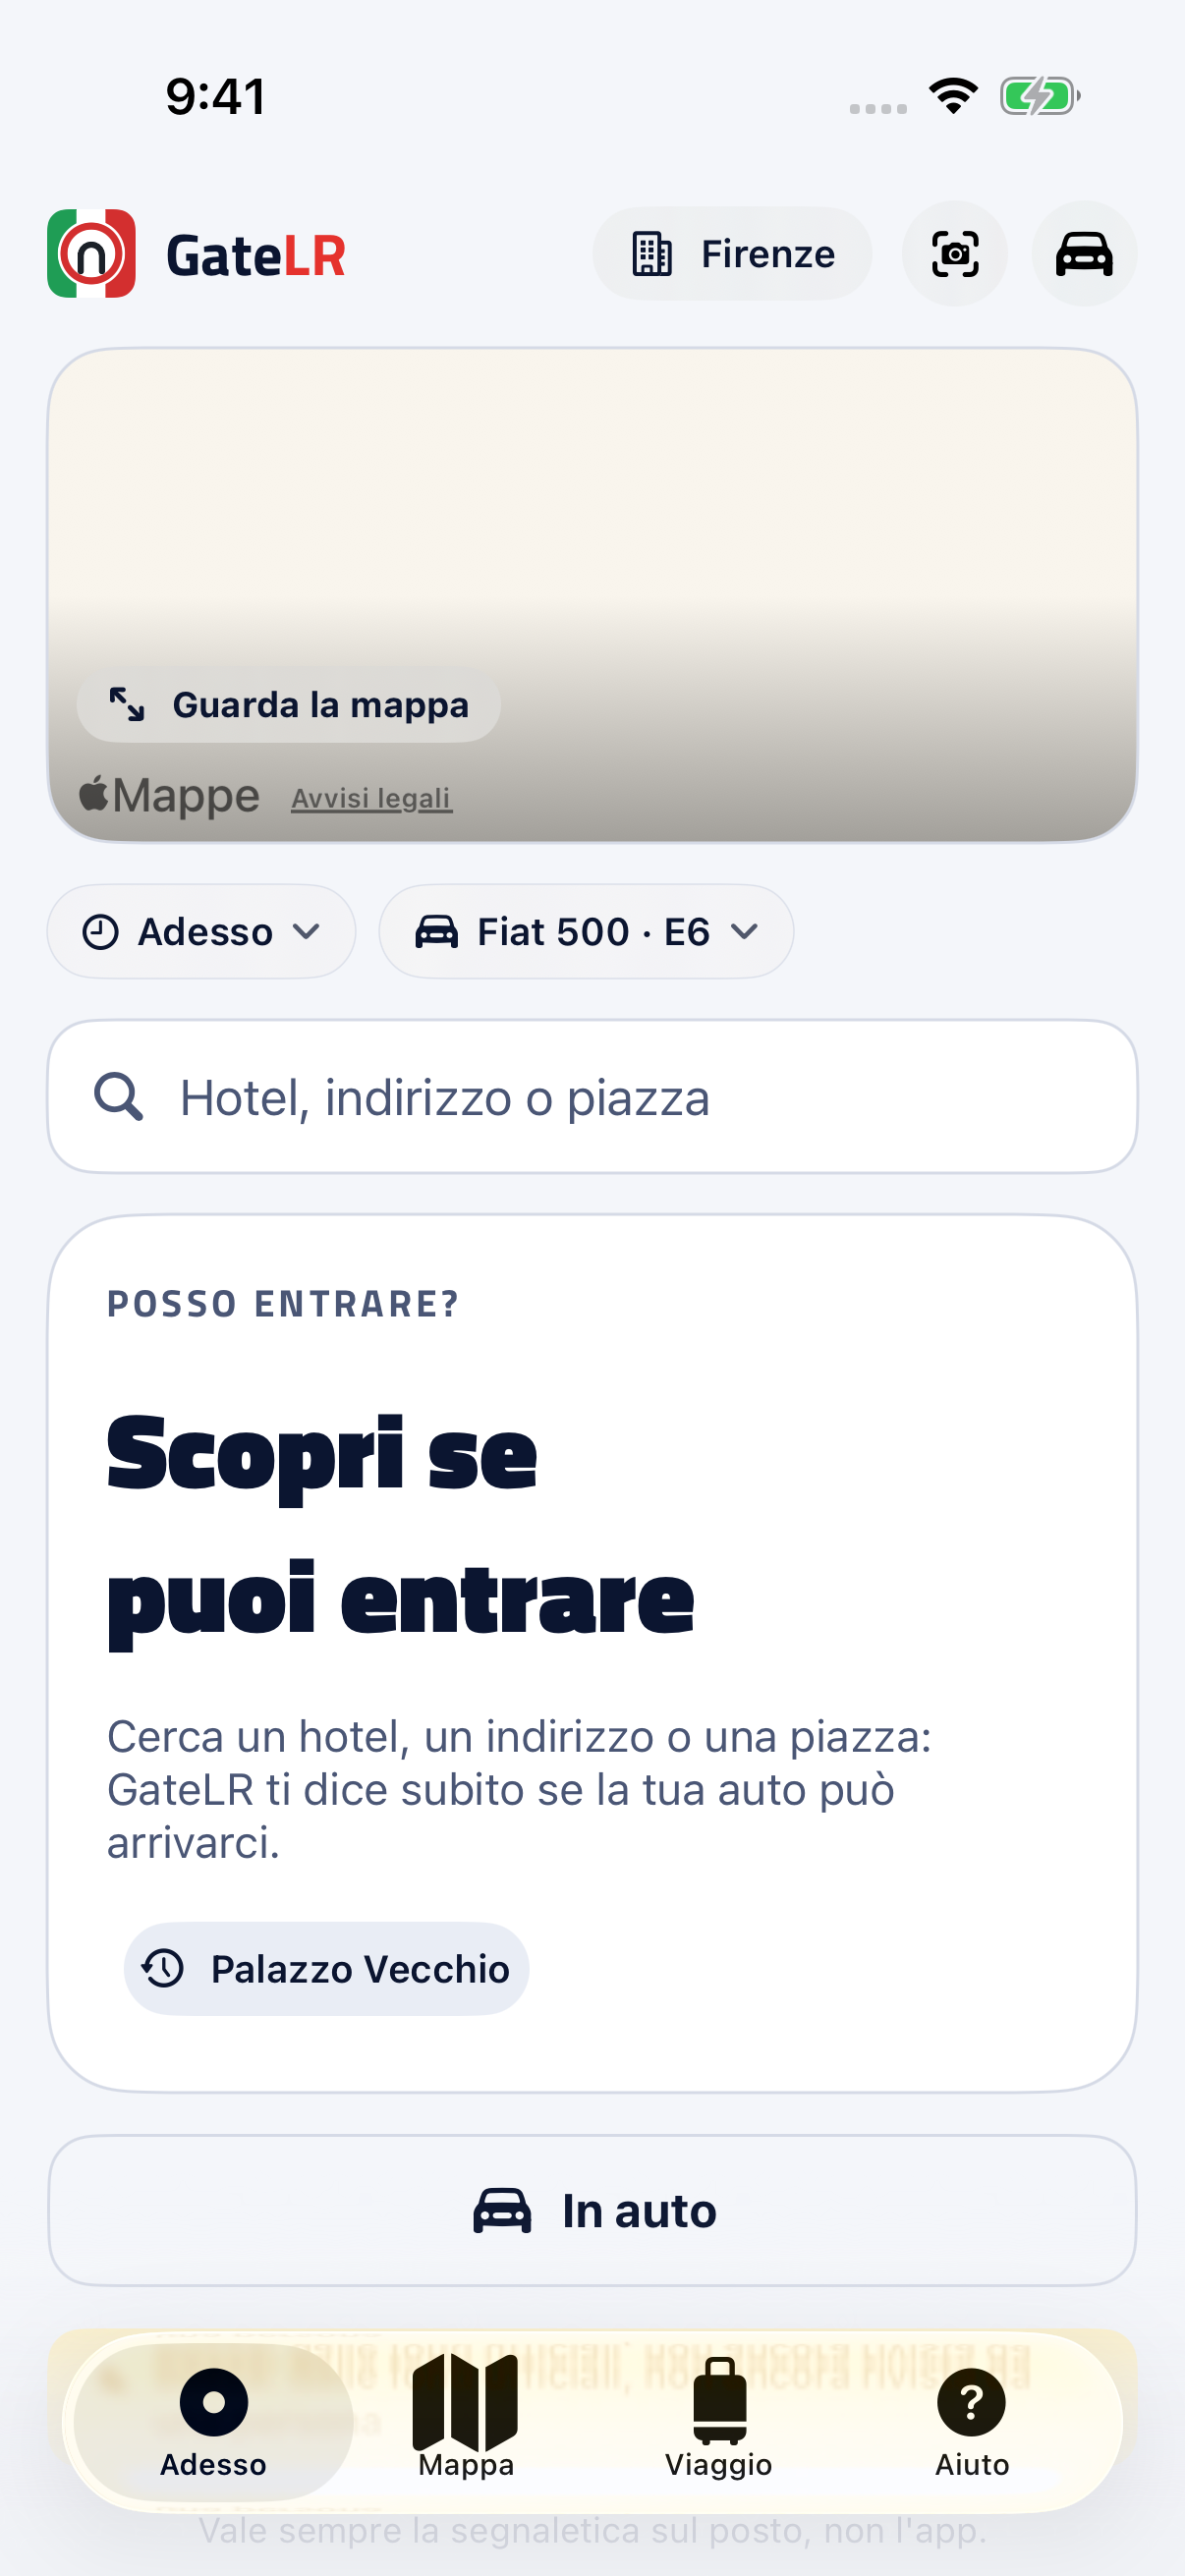 9:41
GateLR
Firenze
Guarda la mappa
Mappe Avvisi legali
Adesso
Fiat 500 · E6
Hotel, indirizzo o piazza
POSSO ENTRARE?
Scopri se
puoi entrare
Cerca un hotel, un indirizzo o una piazza:
GateLR ti dice subito se la tua auto può
arrivarci.
Palazzo Vecchio
In auto
Adesso
Mappa
Viaggio
Aiuto
Vale sempre la segnaletica sul posto, non l'app.